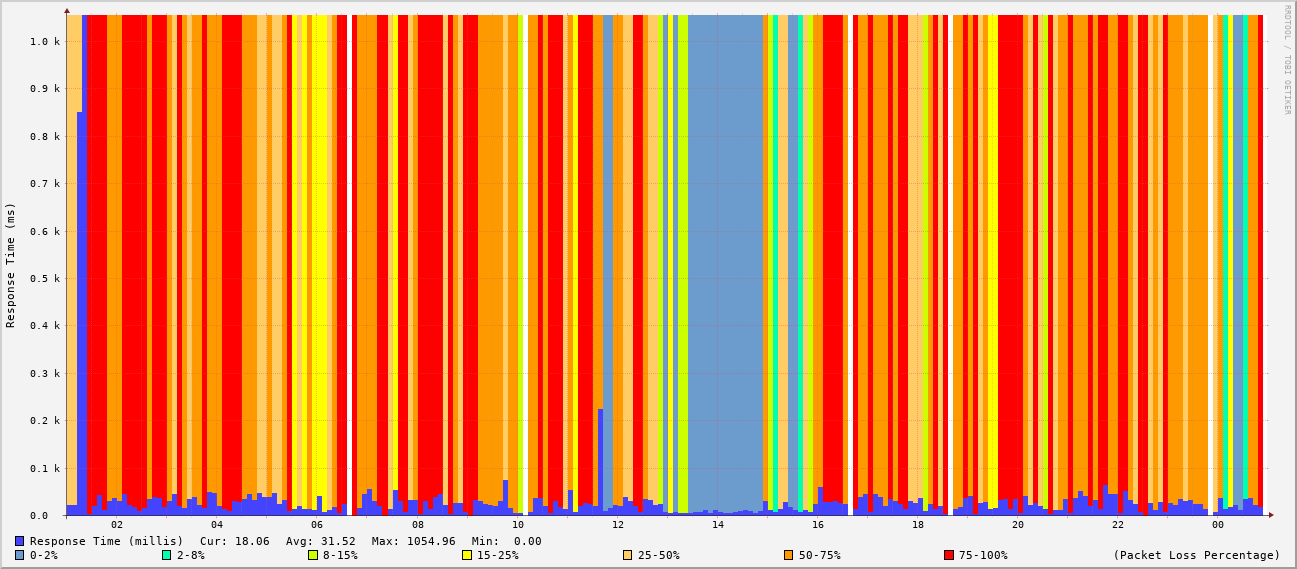 RRDTOOL / TOBI OETIKER
Response Time (ms)
1.0 k
0.9 k
0.8 k
0.7 k
0.6 k
0.5 k
0.4 k
0.3 k
0.2 k
0.1 k
0.0
02 04 06 08 10 12 14 16 18 20 22 00
Response Time (millis) Cur: 18.06 Avg: 31.52 Max: 1054.96 Min: 0.00
0-2% 2-8% 8-15% 15-25% 25-50% 50-75% 75-100% (Packet Loss Percentage)